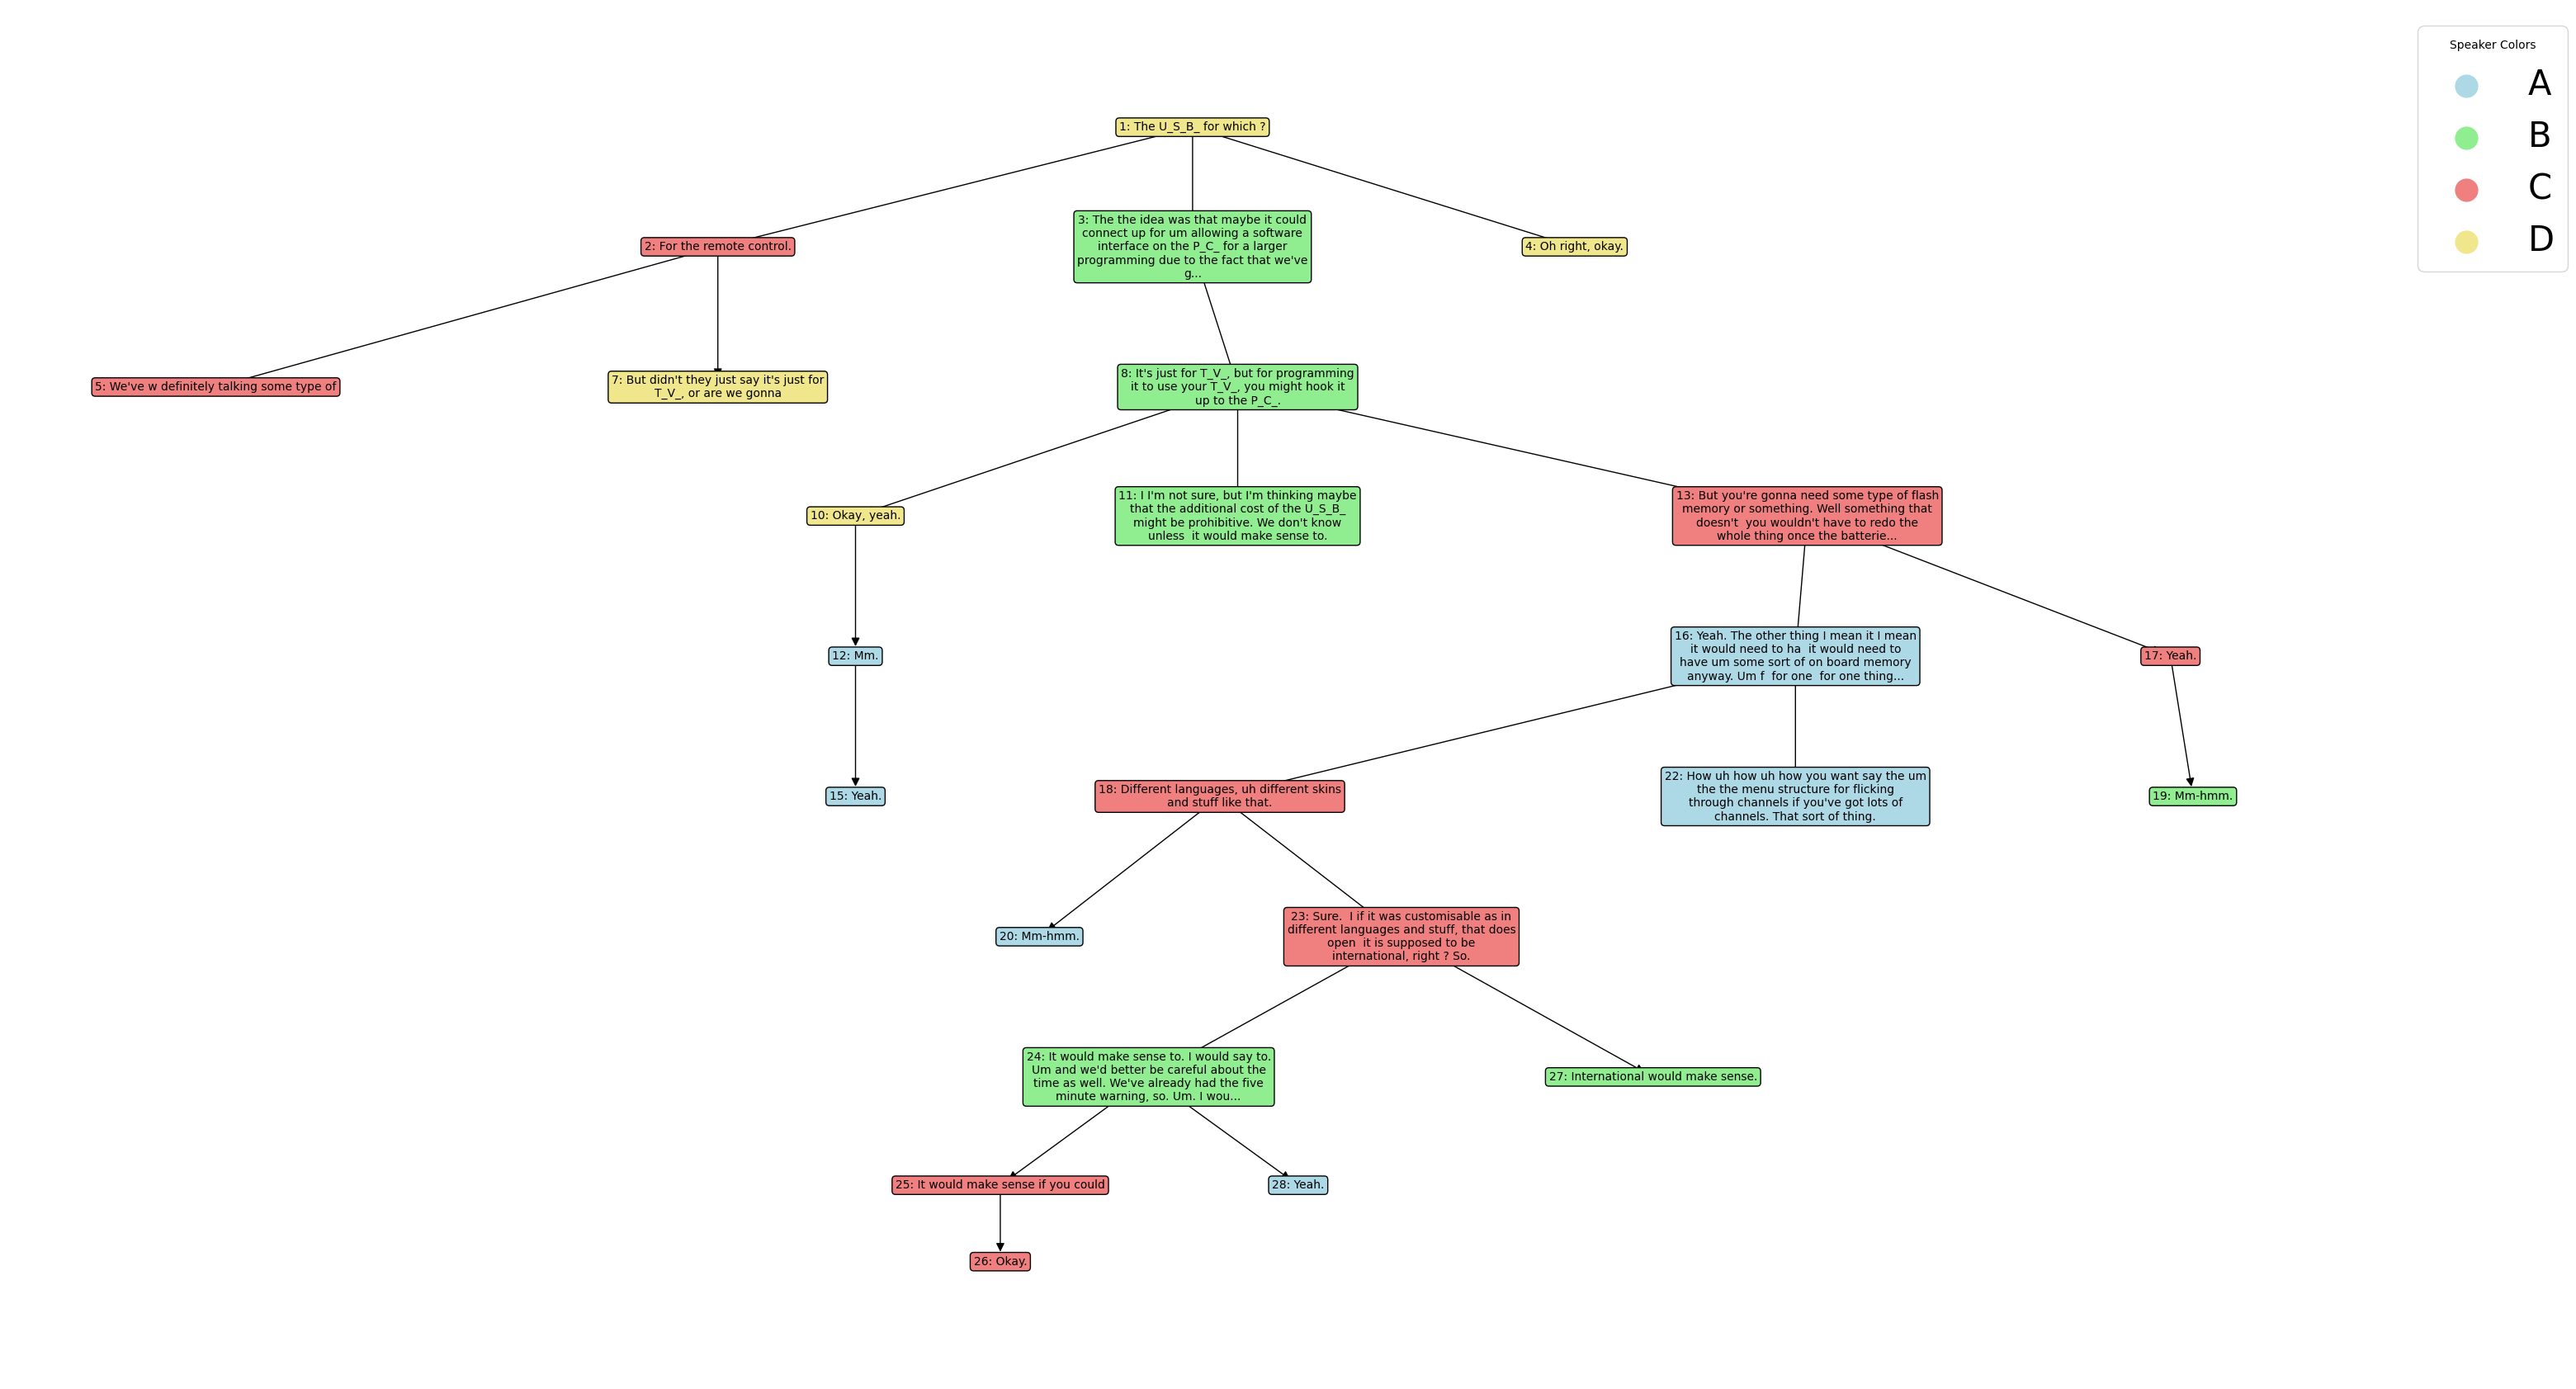 Speaker Colors
A
B
C
D
1: The U_S_B_ for which ?
2: For the remote control.
3: The the idea was that maybe it could
connect up for um allowing a software
interface on the P_C_ for a larger
programming due to the fact that we've
g...
4: Oh right, okay.
5: We've w definitely talking some type of
7: But didn't they just say it's just for
T_V_, or are we gonna
8: It's just for T_V_, but for programming
it to use your T_V_, you might hook it
up to the P_C_.
10: Okay, yeah.
11: I I'm not sure, but I'm thinking maybe
that the additional cost of the U_S_B_
might be prohibitive. We don't know
unless  it would make sense to.
13: But you're gonna need some type of flash
memory or something. Well something that
doesn't  you wouldn't have to redo the
whole thing once the batterie...
12: Mm.
16: Yeah. The other thing I mean it I mean
it would need to ha  it would need to
have um some sort of on board memory
anyway. Um f  for one  for one thing...
17: Yeah.
15: Yeah.
18: Different languages, uh different skins
and stuff like that.
22: How uh how uh how you want say the um
the the menu structure for flicking
through channels if you've got lots of
channels. That sort of thing.
19: Mm-hmm.
20: Mm-hmm.
23: Sure.  I if it was customisable as in
different languages and stuff, that does
open  it is supposed to be
international, right ? So.
24: It would make sense to. I would say to.
Um and we'd better be careful about the
time as well. We've already had the five
minute warning, so. Um. I wou...
27: International would make sense.
25: It would make sense if you could
28: Yeah.
26: Okay.